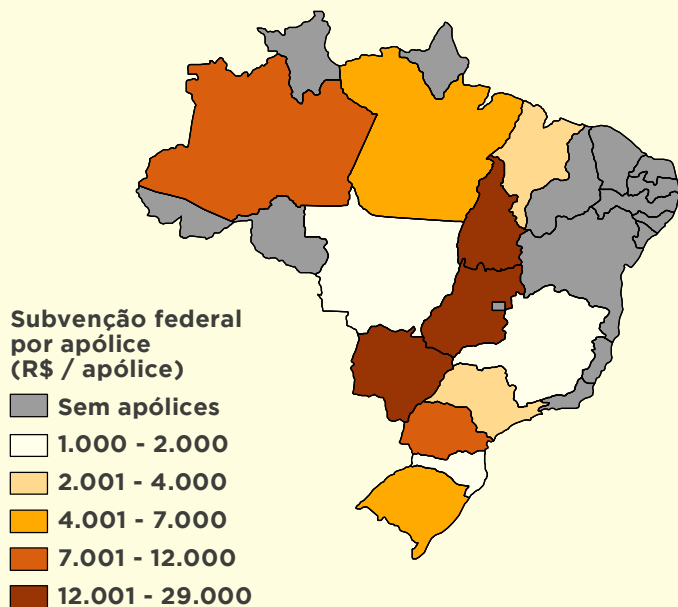 Subvenção federal
por apólice
(R$ / apólice)
Sem apólices
1.000 - 2.000
2.001 - 4.000
4.001 - 7.000
7.001 - 12.000
12.001 - 29.000